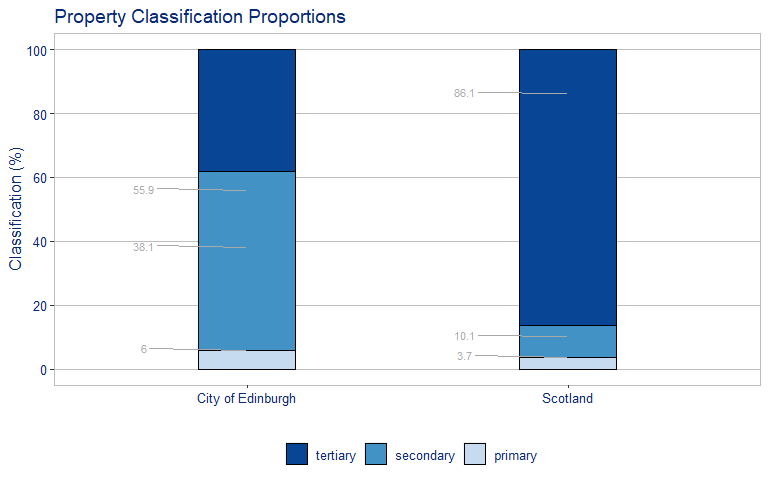 Property Classification Proportions
Classification (%)
100
80
60
40
20
0
55.9
38.1
6
86.1
10.1
3.7
City of Edinburgh
Scotland
tertiary
secondary
primary